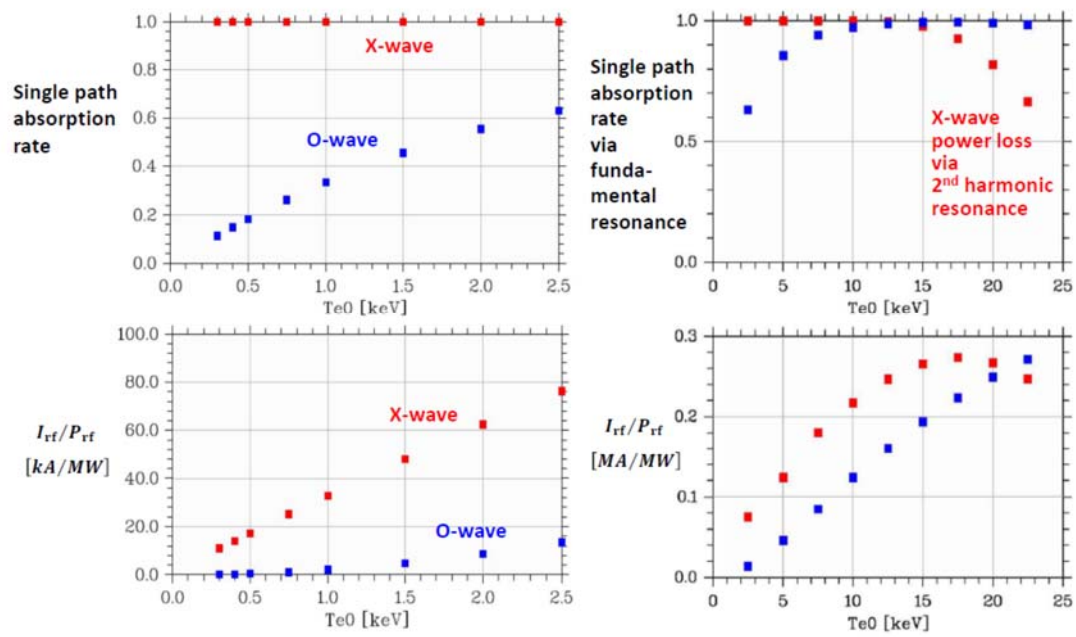 1.0
0.8
0.6
0.4
0.2
0.0
Single path
absorption
rate
X-wave
O-wave
0.0 0.5 1.0 1.5 2.0 2.5
Te0 [keV]
1.0
0.5
0.0
Single path
absorption
rate
via
funda-
mental
resonance
X-wave
power loss
via
2nd harmonic
resonance
0 5 10 15 20 25
Te0 [keV]
100.0
80.0
60.0
40.0
20.0
0.0
Irf/Prf
[kA/MW]
X-wave
O-wave
0.0 0.5 1.0 1.5 2.0 2.5
Te0 [keV]
0.3
0.2
0.1
0.0
Irf/Prf
[MA/MW]
0 5 10 15 20 25
Te0 [keV]